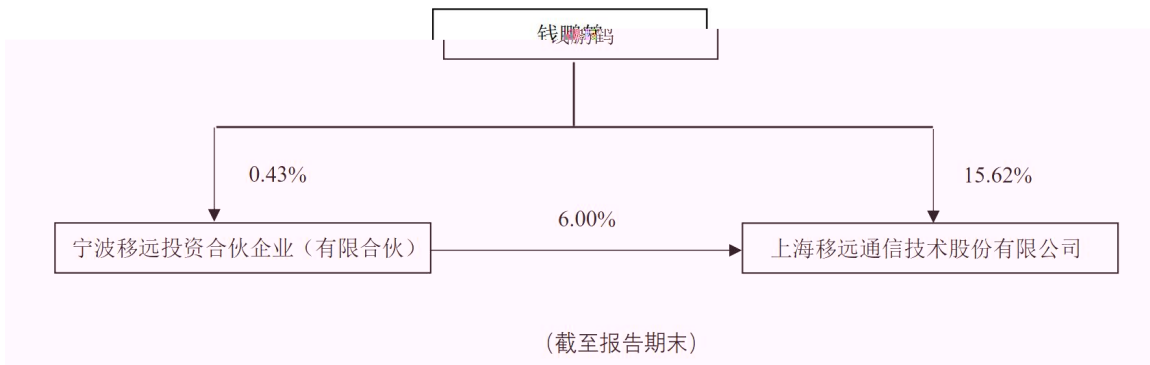 钱鹏鹤
0.43%
15.62%
6.00%
宁波移远投资合伙企业（有限合伙）
上海移远通信技术股份有限公司
（截至报告期末）